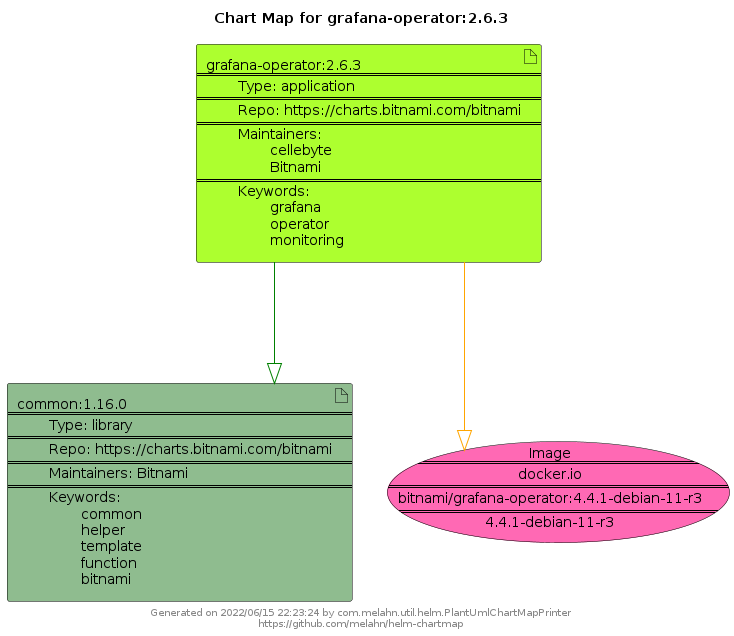 Chart Map for grafana-operator:2.6.3
grafana-operator:2.6.3
Type: application
Repo: https://charts.bitnami.com/bitnami
Maintainers:
cellebyte
Bitnami
Keywords:
grafana
operator
monitoring
common:1.16.0
Type: library
Repo: https://charts.bitnami.com/bitnami
Maintainers: Bitnami
Keywords:
common
helper
template
function
bitnami
Image
docker.io
bitnami/grafana-operator:4.4.1-debian-11-r3
4.4.1-debian-11-r3
Generated on 2022/06/15 22:23:24 by com.melahn.util.helm.PlantUmlChartMapPrinter
https://github.com/melahn/helm-chartmap